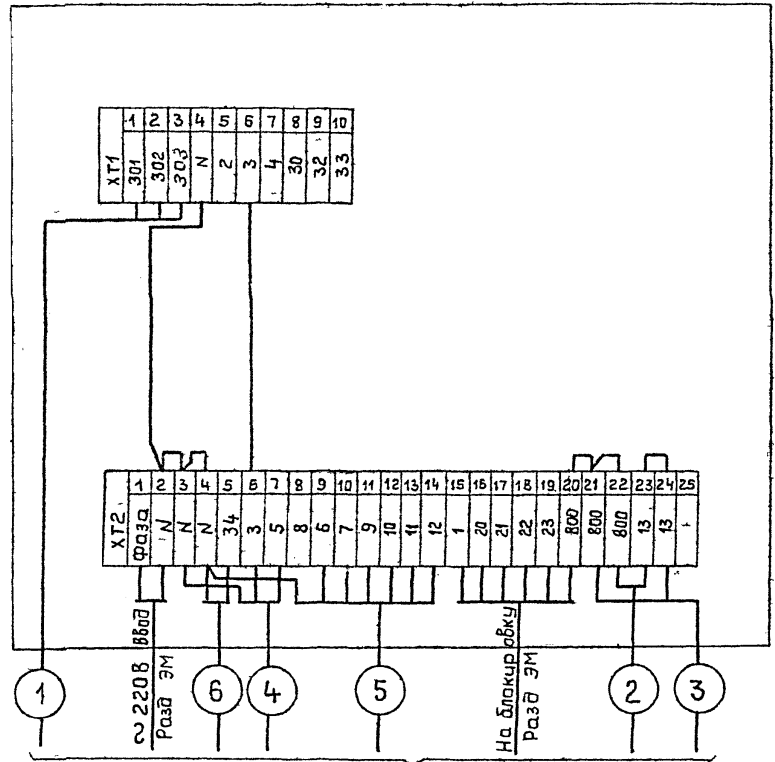 1 2 3 4 5 6 7 8 9 10
ХТ1 301 302 303 N 2 3 4 30 32 33
1 2 3 4 5 6 7 8 9 10 11 12 13 14 15 16 17 18 19 20 21 22 23 24 25
ХТ2 фаза N N N 34 3 5 8 6 7 9 10 11 12 1 20 21 22 23 800 800 800 13 13 -
~ 220В Ввод
Разд ЭМ
На блокировку
Разд ЭМ
1 6 4 5 2 3